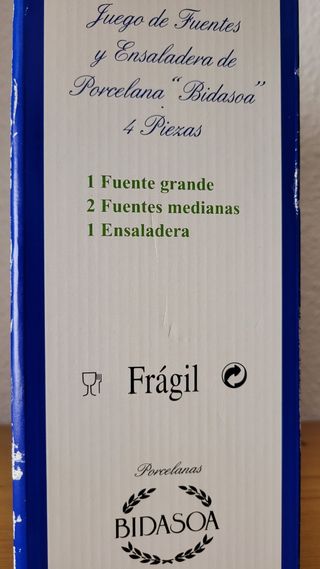 Juego de Fuentes
y Ensaladera de
Porcelana "Bidasoa"
4 Piezas
1 Fuente grande
2 Fuentes medianas
1 Ensaladera
Frágil
Porcelanas
BIDASOA